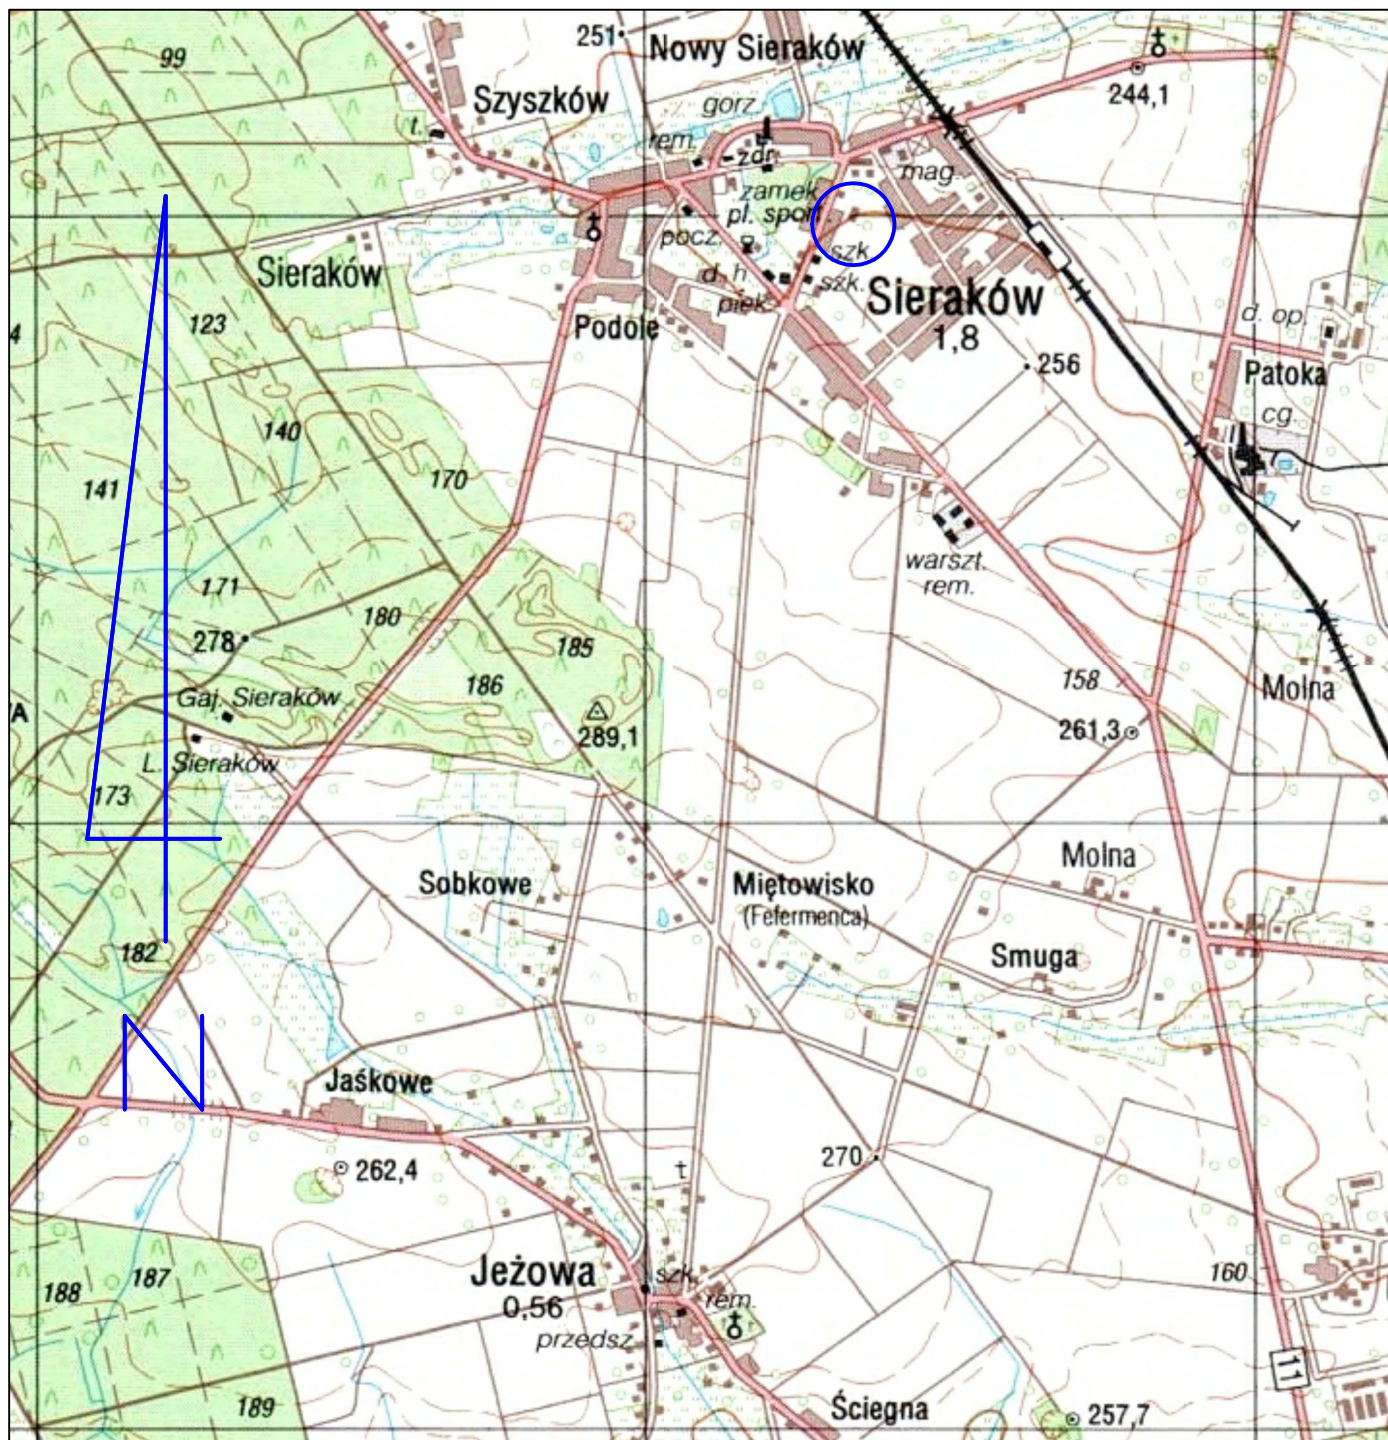 99
251
Nowy Sieraków
244,1
Szyszków
gorz.
t.
rem.
zdr.
mag.
zamek
pl. sport.
pocz.
szk.
Sieraków
d. h
szk.
piek.
Sieraków
1,8
123
Podole
d. op.
4
256
Patoka
cg.
140
141
170
warszt.
rem.
171
180
278
185
186
158
Molna
Gaj. Sieraków
A
289,1
261,3
L. Sieraków
173
Molna
Sobkowe
Miętowisko
(Fefermenca)
182
Smuga
N
Jaśkowe
262,4
270
t
187
188
Jeżowa
szk.
160
0,56
rem.
przedsz.
11
189
Ściegna
257,7